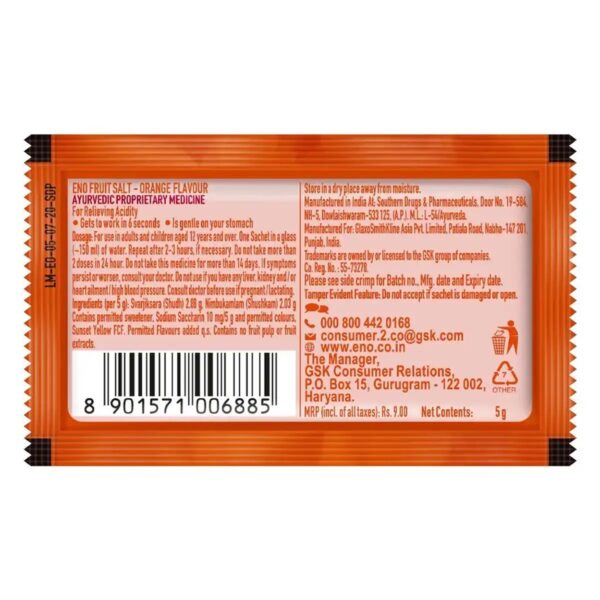 LM-EO-05-07-20-SDP
ENO FRUIT SALT - ORANGE FLAVOUR
AYURVEDIC PROPRIETARY MEDICINE
For Relieving Acidity
• Gets to work in 6 seconds • Is gentle on your stomach
Dosage: For use in adults and children aged 12 years and over. One Sachet in a glass
(~150 ml) of water. Repeat after 2-3 hours, if necessary. Do not take more than
2 doses in 24 hour. Do not take this medicine for more than 14 days. If symptoms
persist or worsen, consult your doctor. Do not use if you have any liver, kidney and / or
heart ailment / high blood pressure. Consult doctor before use if pregnant / lactating.
Ingredients (per 5 g): Svarjiksara (Shudh) 2.88 g, Nimbukamlam (Shushkam) 2.03 g
Contains permitted sweetener, Sodium Saccharin 10 mg/5 g and permitted colours,
Sunset Yellow FCF. Permitted Flavours added q.s. Contains no fruit pulp or fruit
extracts.
8 901571 006885
Store in a dry place away from moisture.
Manufactured in India At: Southern Drugs & Pharmaceuticals, Door No. 19-584,
NH-5, Dowlaishwaram-533 125, (A.P.). M.L.: L-54/Ayurveda.
Manufactured For: GlaxoSmithKline Asia Pvt. Limited, Patiala Road, Nabha-147 201,
Punjab, India.
Trademarks are owned by or licensed to the GSK group of companies.
Co. Reg. No.: 55-73278.
Please see side crimp for Batch no., Mfg. date and Expiry date.
Tamper Evident Feature: Do not accept if sachet is damaged or open.
000 800 442 0168
consumer.2.co@gsk.com
www.eno.co.in
The Manager,
GSK Consumer Relations,
P.O. Box 15, Gurugram - 122 002,
Haryana.
7
OTHER
MRP (incl. of all taxes): Rs. 9.00 Net Contents: 5 g